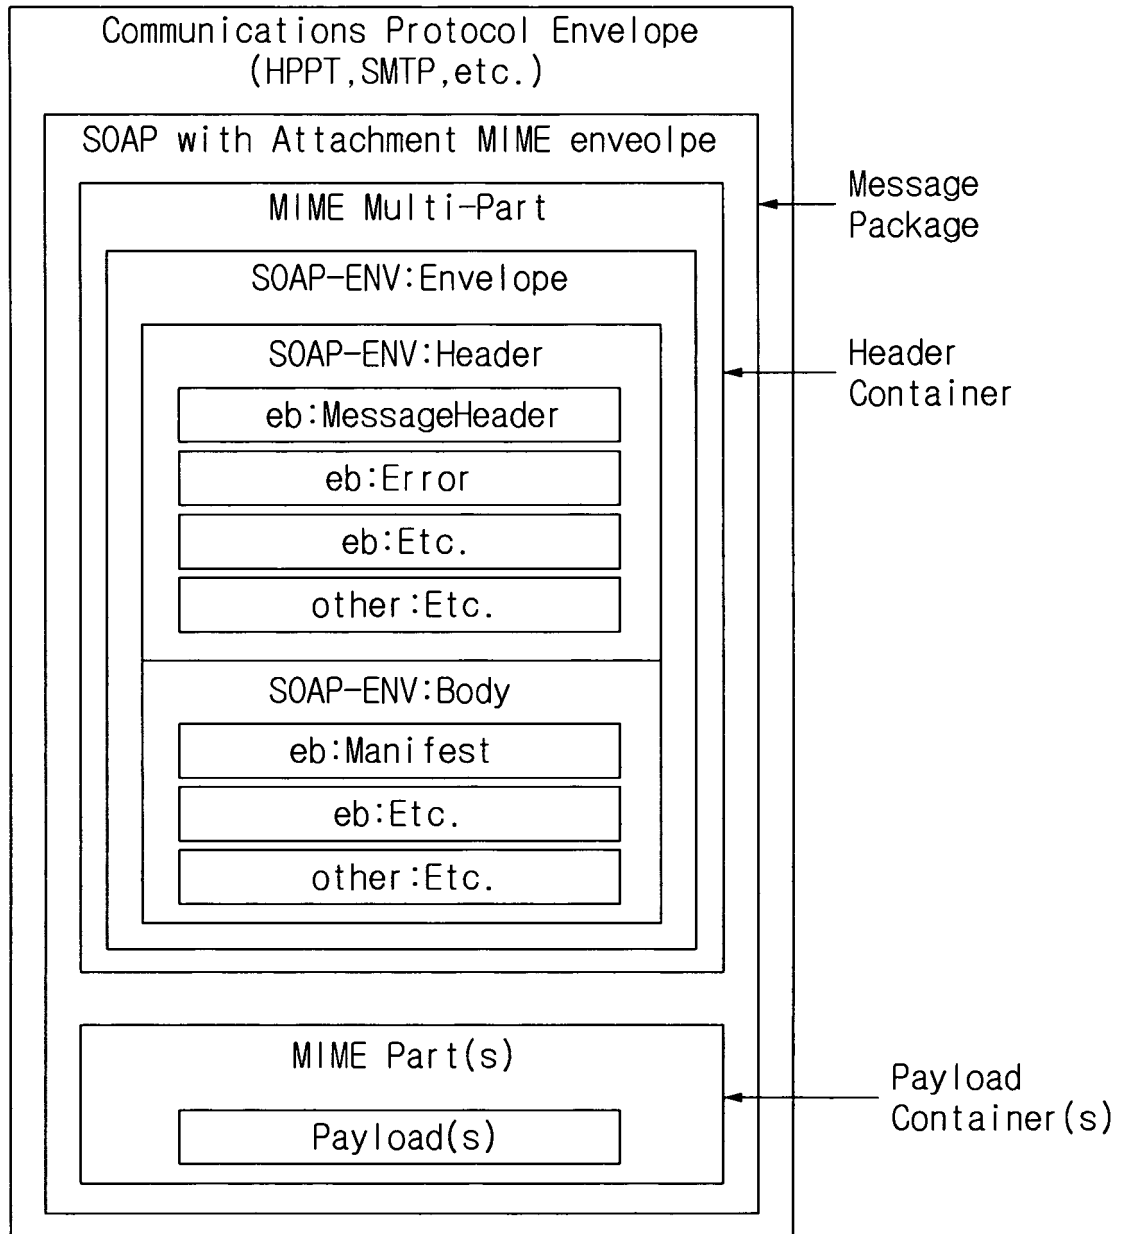 Communications Protocol Envelope
(HPPT,SMTP,etc.)
SOAP with Attachment MIME enveolpe
MIME Multi-Part
SOAP-ENV:Envelope
SOAP-ENV:Header
eb:MessageHeader
eb:Error
eb:Etc.
other:Etc.
SOAP-ENV:Body
eb:Manifest
eb:Etc.
other:Etc.
MIME Part(s)
Payload(s)
Message
Package
Header
Container
Payload
Container(s)